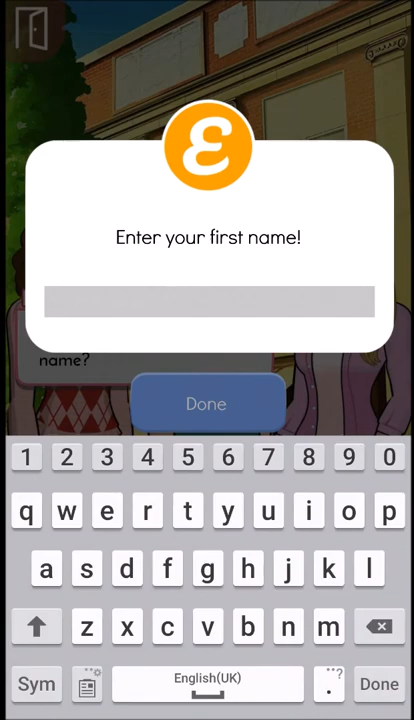 Ɛ
Enter your first name!
name?
Done
1 2 3 4 5 6 7 8 9 0
q w e r t y u i o p
a s d f g h j k l
z x c v b n m
Sym English(UK) . ? Done